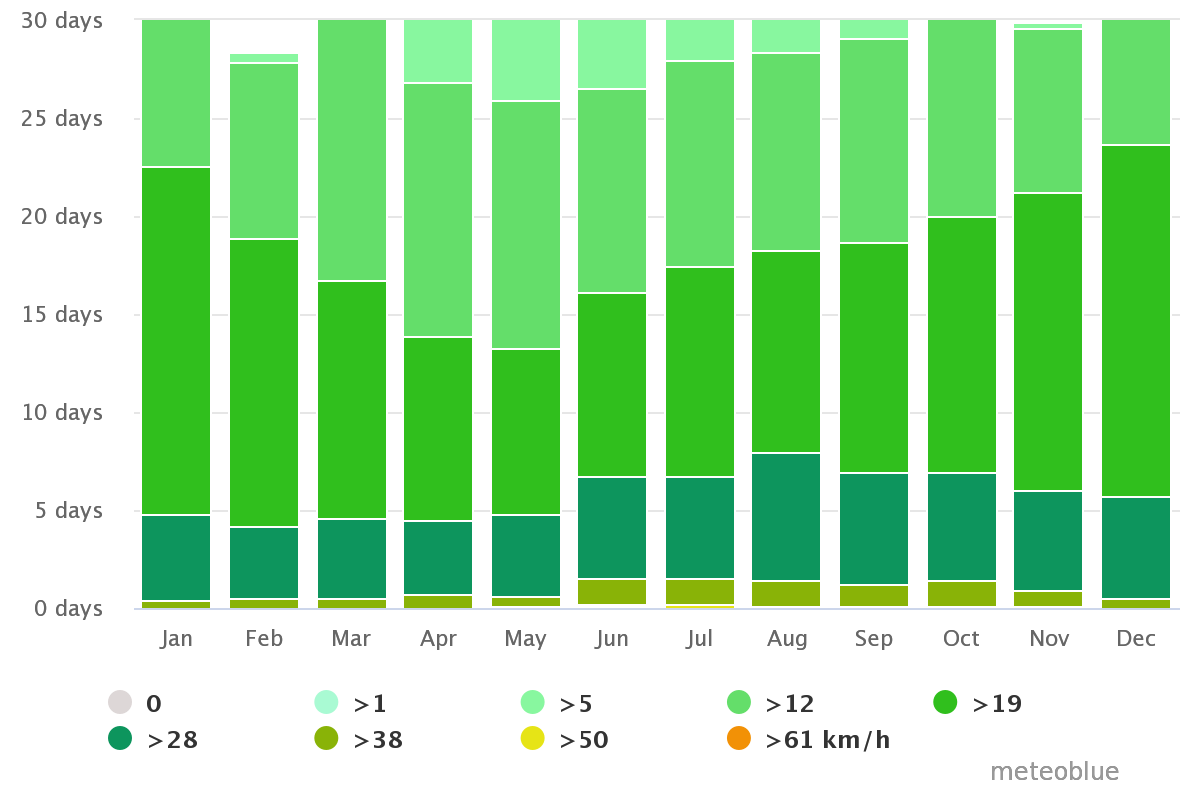 30 days
25 days
20 days
15 days
10 days
5 days
0 days
Jan Feb Mar Apr May Jun Jul Aug Sep Oct Nov Dec
0 >1 >5 >12 >19
>28 >38 >50 >61 km/h
meteoblue